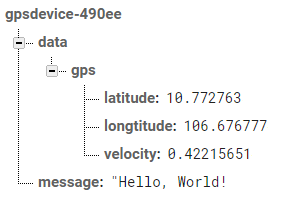 gpsdevice-490ee
data
gps
latitude: 10.772763
longtitude: 106.676777
velocity: 0.42215651
message: "Hello, World!